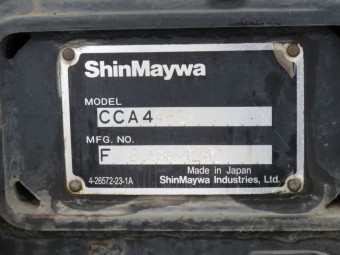 ShinMaywa
MODEL
CCA4
MFG. NO.
F
Made in Japan
4-26572-23-1A
ShinMaywa Industries, Ltd.